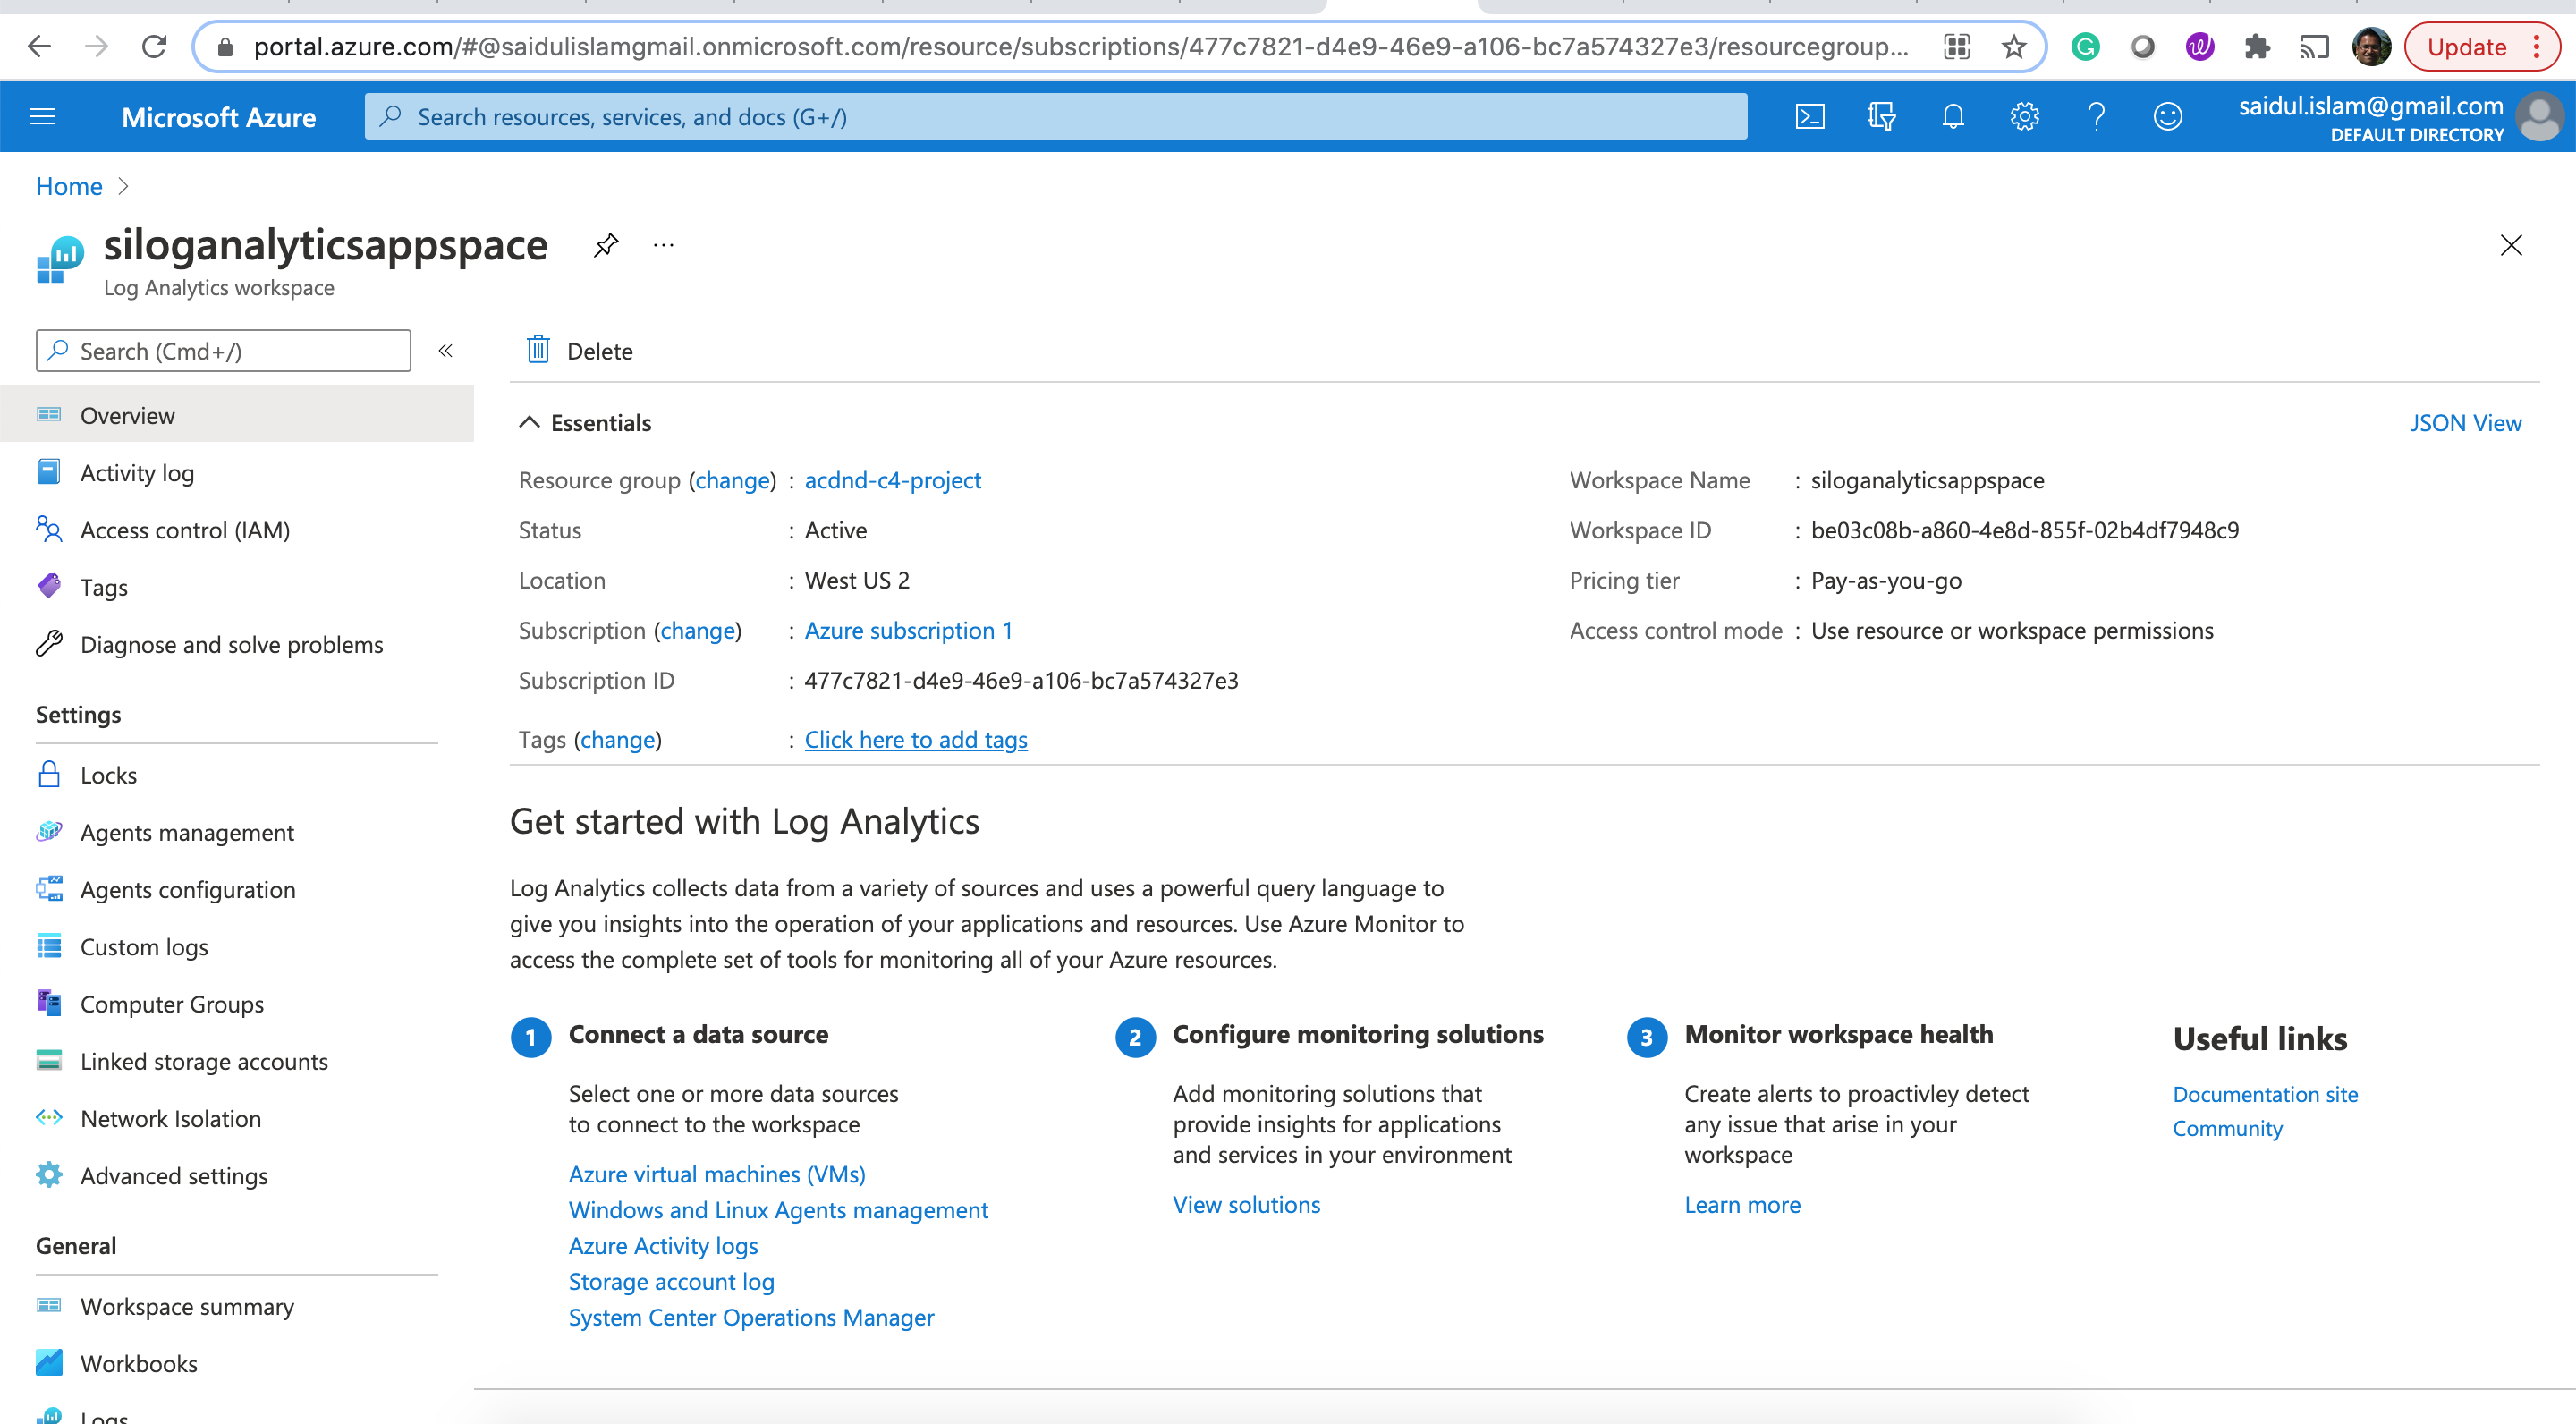 portal.azure.com/#@saidulislamgmail.onmicrosoft.com/resource/subscriptions/477c7821-d4e9-46e9-a106-bc7a574327e3/resourcegroup...
Update
Microsoft Azure
Search resources, services, and docs (G+/)
saidul.islam@gmail.com
DEFAULT DIRECTORY
Home
siloganalyticsappspace
Log Analytics workspace
Search (Cmd+/)
Overview
Activity log
Access control (IAM)
Tags
Diagnose and solve problems
Settings
Locks
Agents management
Agents configuration
Custom logs
Computer Groups
Linked storage accounts
Network Isolation
Advanced settings
General
Workspace summary
Workbooks
Logs
Delete
Essentials
JSON View
Resource group (change) : acdnd-c4-project
Status : Active
Location : West US 2
Subscription (change) : Azure subscription 1
Subscription ID : 477c7821-d4e9-46e9-a106-bc7a574327e3
Tags (change) : Click here to add tags
Workspace Name : siloganalyticsappspace
Workspace ID : be03c08b-a860-4e8d-855f-02b4df7948c9
Pricing tier : Pay-as-you-go
Access control mode : Use resource or workspace permissions
Get started with Log Analytics
Log Analytics collects data from a variety of sources and uses a powerful query language to
give you insights into the operation of your applications and resources. Use Azure Monitor to
access the complete set of tools for monitoring all of your Azure resources.
1 Connect a data source
Select one or more data sources
to connect to the workspace
Azure virtual machines (VMs)
Windows and Linux Agents management
Azure Activity logs
Storage account log
System Center Operations Manager
2 Configure monitoring solutions
Add monitoring solutions that
provide insights for applications
and services in your environment
View solutions
3 Monitor workspace health
Create alerts to proactivley detect
any issue that arise in your
workspace
Learn more
Useful links
Documentation site
Community